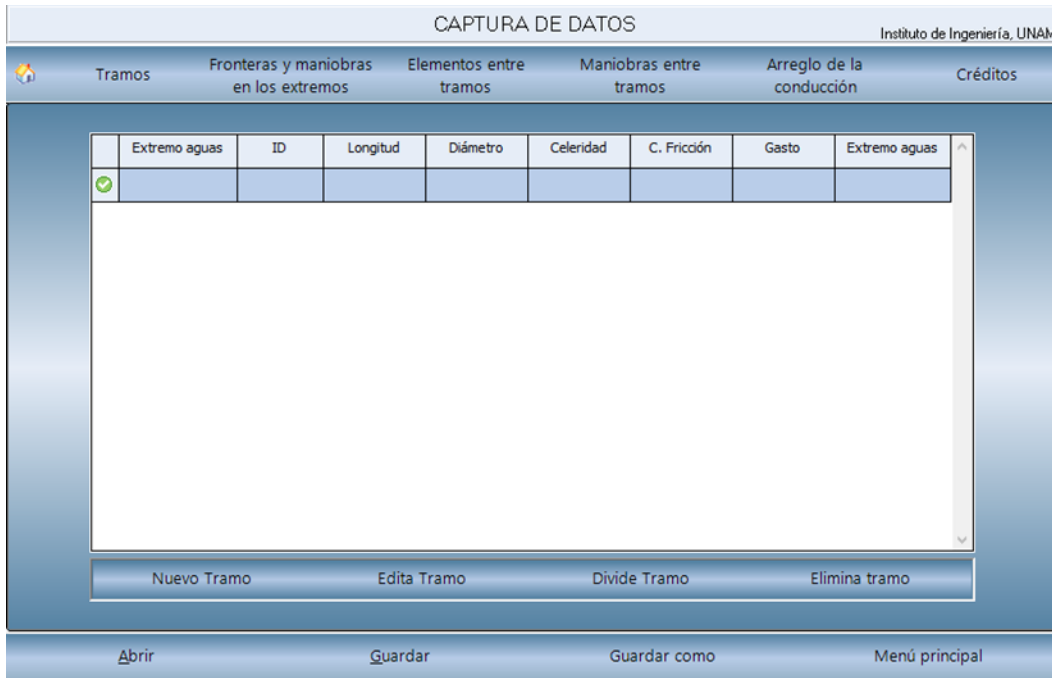 CAPTURA DE DATOS
Instituto de Ingeniería, UNAM
Tramos
Fronteras y maniobras
en los extremos
Elementos entre
tramos
Maniobras entre
tramos
Arreglo de la
conducción
Créditos
Extremo aguas ID Longitud Diámetro Celeridad C. Fricción Gasto Extremo aguas
Nuevo Tramo Edita Tramo Divide Tramo Elimina tramo
Abrir Guardar Guardar como Menú principal